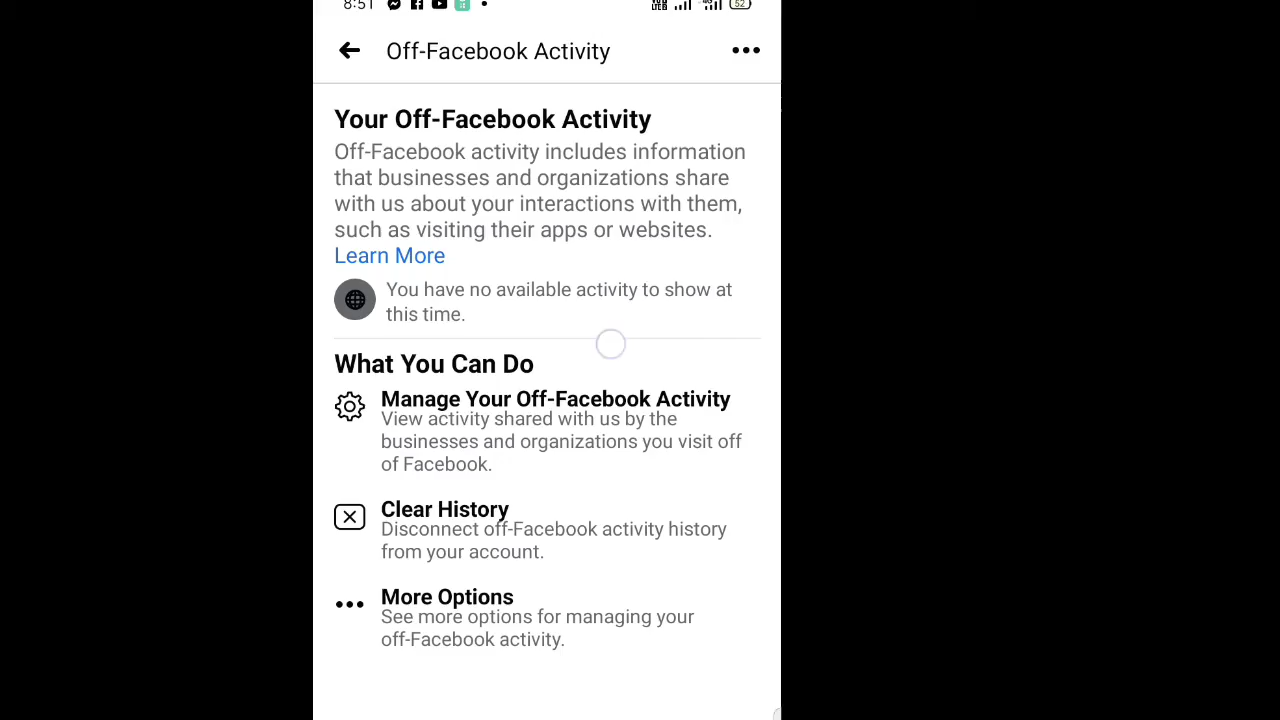 8:51
52
Off-Facebook Activity
Your Off-Facebook Activity
Off-Facebook activity includes information
that businesses and organizations share
with us about your interactions with them,
such as visiting their apps or websites.
Learn More
You have no available activity to show at
this time.
What You Can Do
Manage Your Off-Facebook Activity
View activity shared with us by the
businesses and organizations you visit off
of Facebook.
Clear History
Disconnect off-Facebook activity history
from your account.
More Options
See more options for managing your
off-Facebook activity.